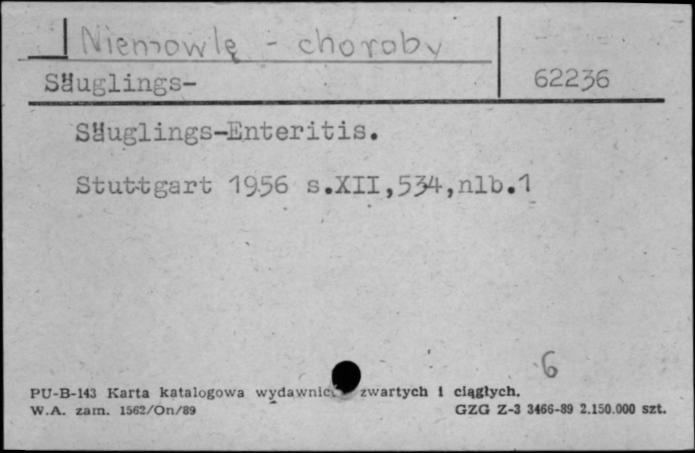 Niemowlę - choroby
Säuglings-
62236
Säuglings-Enteritis.
Stuttgart 1956 s.XII,534,nlb.1
6
PU-B-143 Karta katalogowa zwartych i ciągłych.
W.A. zam. 1562/On/89 GZG Z-3 3466-89 2.150.000 szt.